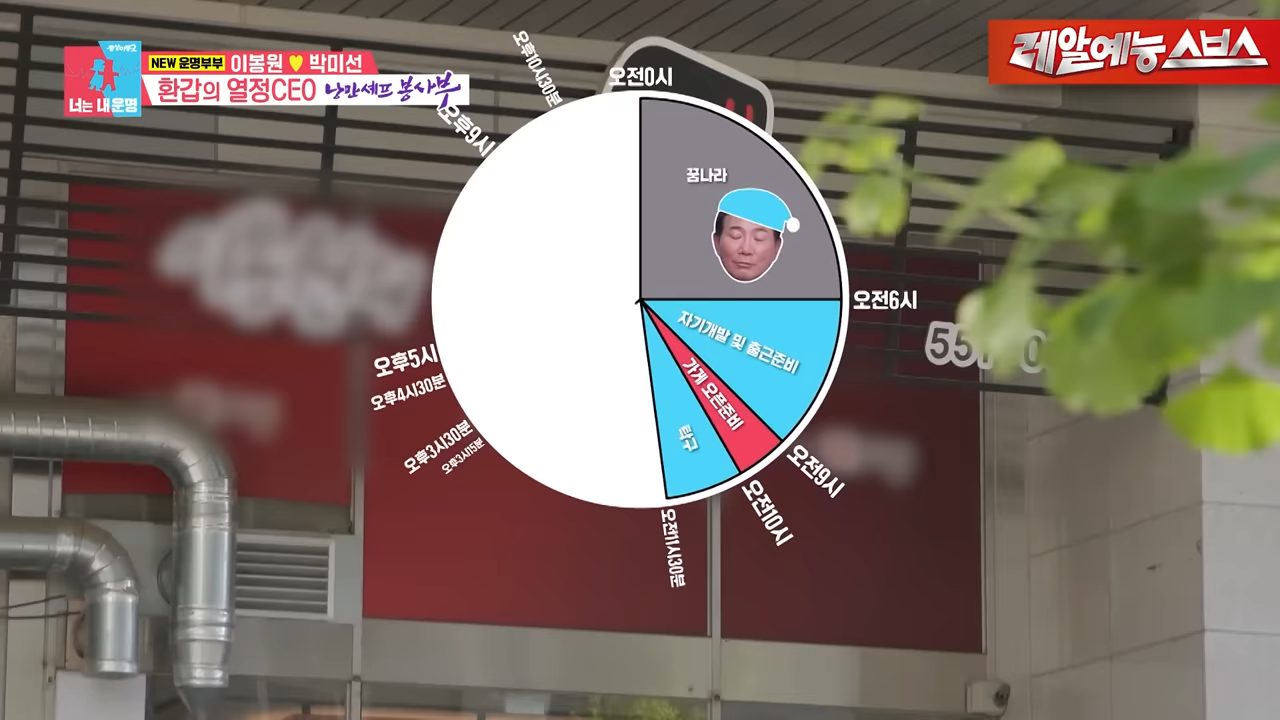 동상이몽2
너는 내 운명
NEW 운명부부 이봉원 박미선
환갑의 열정CEO 낭만셰프 봉사부
레알예능 스브스
오전0시
꿈나라
오전6시
자기개발 및 출근준비
오전9시
가게 오픈준비
오전10시
탁구
오전11시30분
오후3시15분
오후3시30분
오후4시30분
오후5시
오후9시
오후10시30분